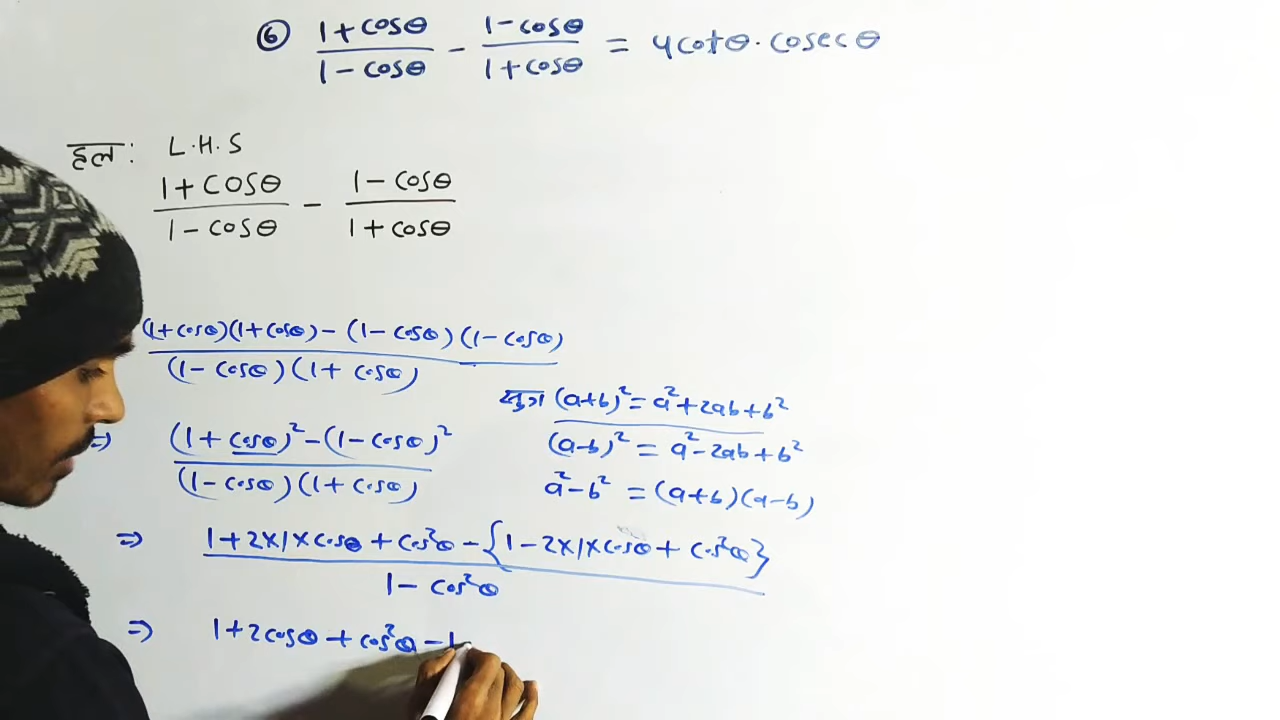 ⑥ (1+cosθ)/(1-cosθ) - (1-cosθ)/(1+cosθ) = 4cotθ·cosecθ
हल: L.H.S
(1+cosθ)/(1-cosθ) - (1-cosθ)/(1+cosθ)
((1+cosθ)(1+cosθ)-(1-cosθ)(1-cosθ))/((1-cosθ)(1+cosθ))
सुत्र (a+b)²=a²+2ab+b²
⇒ ((1+cosθ)²-(1-cosθ)²)/((1-cosθ)(1+cosθ))
(a-b)²=a²-2ab+b²
a²-b²=(a+b)(a-b)
⇒ (1+2×1×cosθ+cos²θ-{1-2×1×cosθ+cos²θ})/(1-cos²θ)
⇒ 1+2cosθ+cos²θ-1